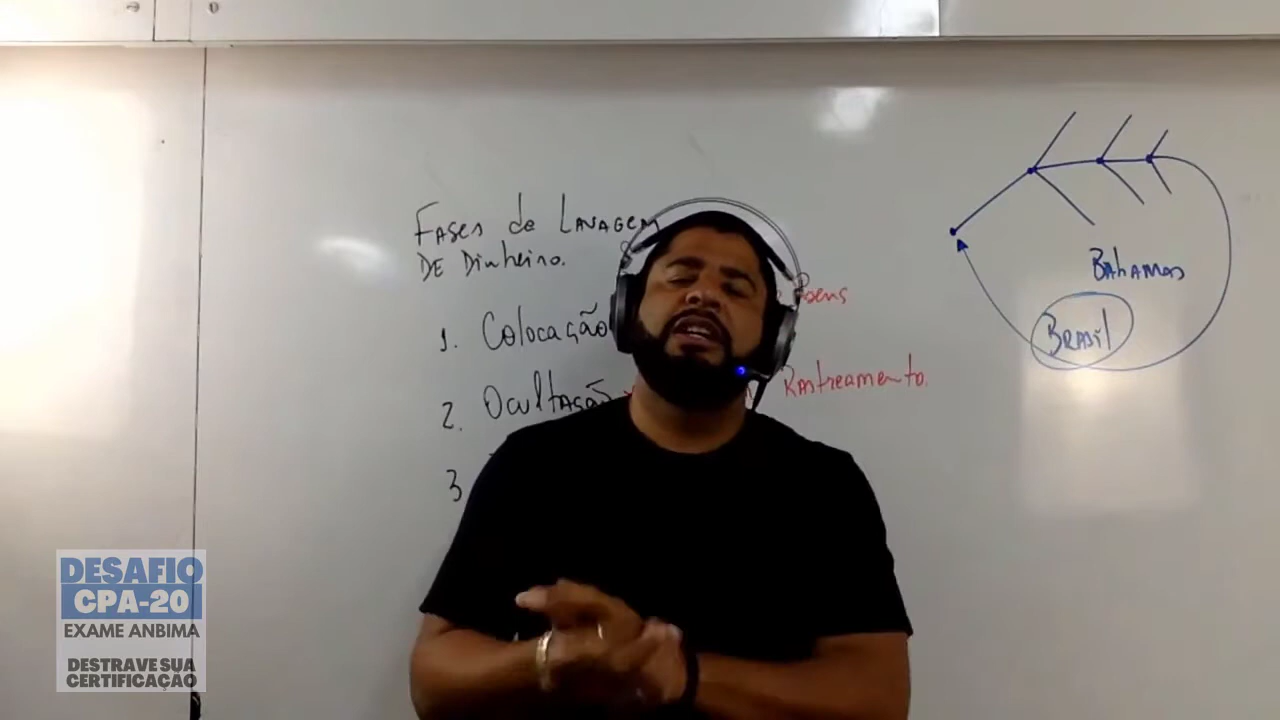 Fases de Lavagem
DE Dinheiro.
1. Colocação
Bens
2. Ocultação
Rastreamento.
3
Bahamas
Brasil
DESAFIO
CPA-20
EXAME ANBIMA
DESTRAVE SUA
CERTIFICAÇÃO